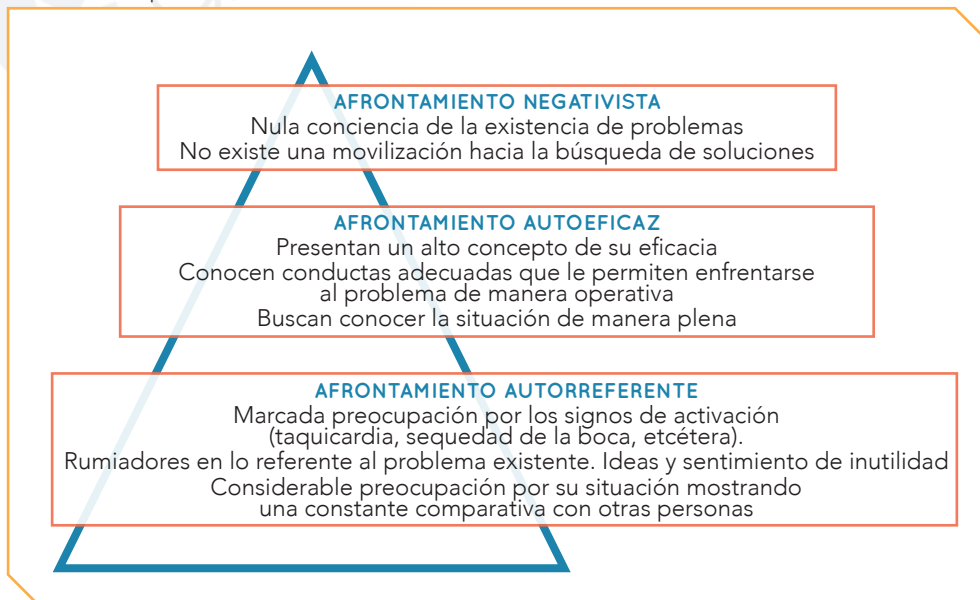 AFRONTAMIENTO NEGATIVISTA
Nula conciencia de la existencia de problemas
No existe una movilización hacia la búsqueda de soluciones
AFRONTAMIENTO AUTOEFICAZ
Presentan un alto concepto de su eficacia
Conocen conductas adecuadas que le permiten enfrentarse
al problema de manera operativa
Buscan conocer la situación de manera plena
AFRONTAMIENTO AUTORREFERENTE
Marcada preocupación por los signos de activación
(taquicardia, sequedad de la boca, etcétera).
Rumiadores en lo referente al problema existente. Ideas y sentimiento de inutilidad
Considerable preocupación por su situación mostrando
una constante comparativa con otras personas